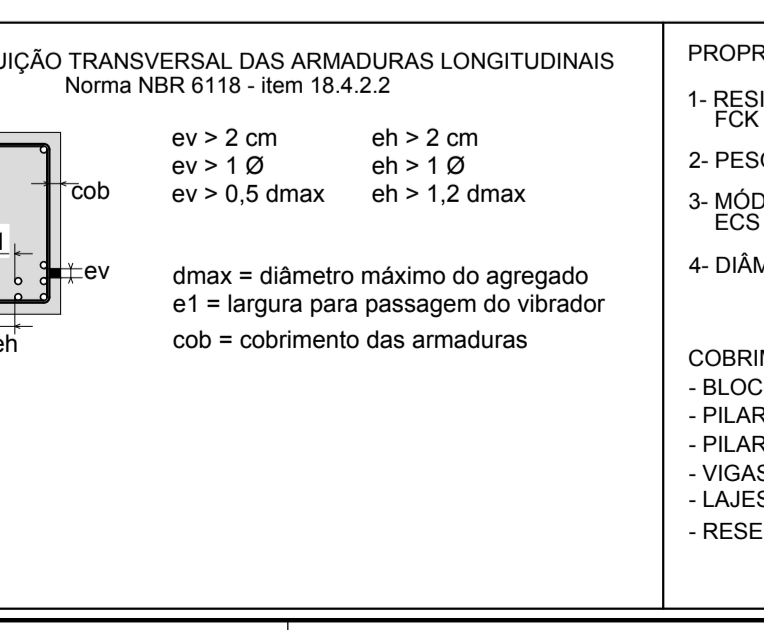 UIÇÃO TRANSVERSAL DAS ARMADURAS LONGITUDINAIS
Norma NBR 6118 - item 18.4.2.2
ev > 2 cm eh > 2 cm
ev > 1 Ø eh > 1 Ø
ev > 0,5 dmax eh > 1,2 dmax
cob
ev
eh
dmax = diâmetro máximo do agregado
e1 = largura para passagem do vibrador
cob = cobrimento das armaduras
PROPR
1- RESI
FCK
2- PES
3- MÓD
ECS
4- DIÂM
COBRIM
- BLOC
- PILAR
- PILAR
- VIGAS
- LAJES
- RESE